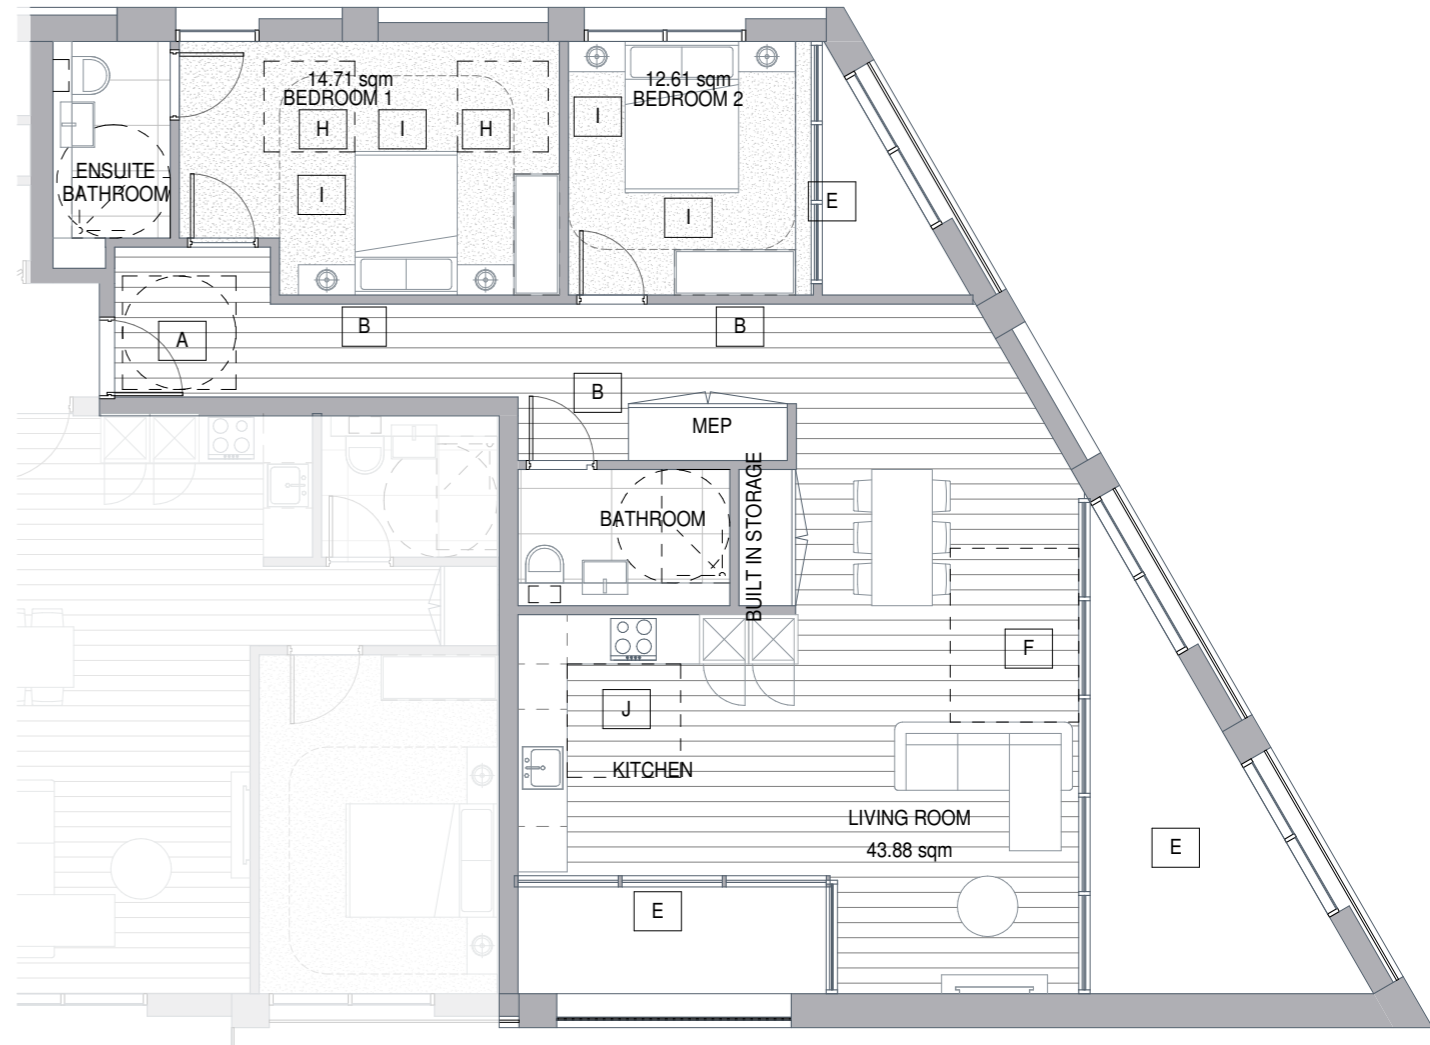 14.71 sqm
BEDROOM 1
12.61 sqm
BEDROOM 2
H
I
H
I
I
I
E
ENSUITE
BATHROOM
A
B
B
B
MEP
BATHROOM
BUILT IN STORAGE
F
J
KITCHEN
LIVING ROOM
43.88 sqm
E
E